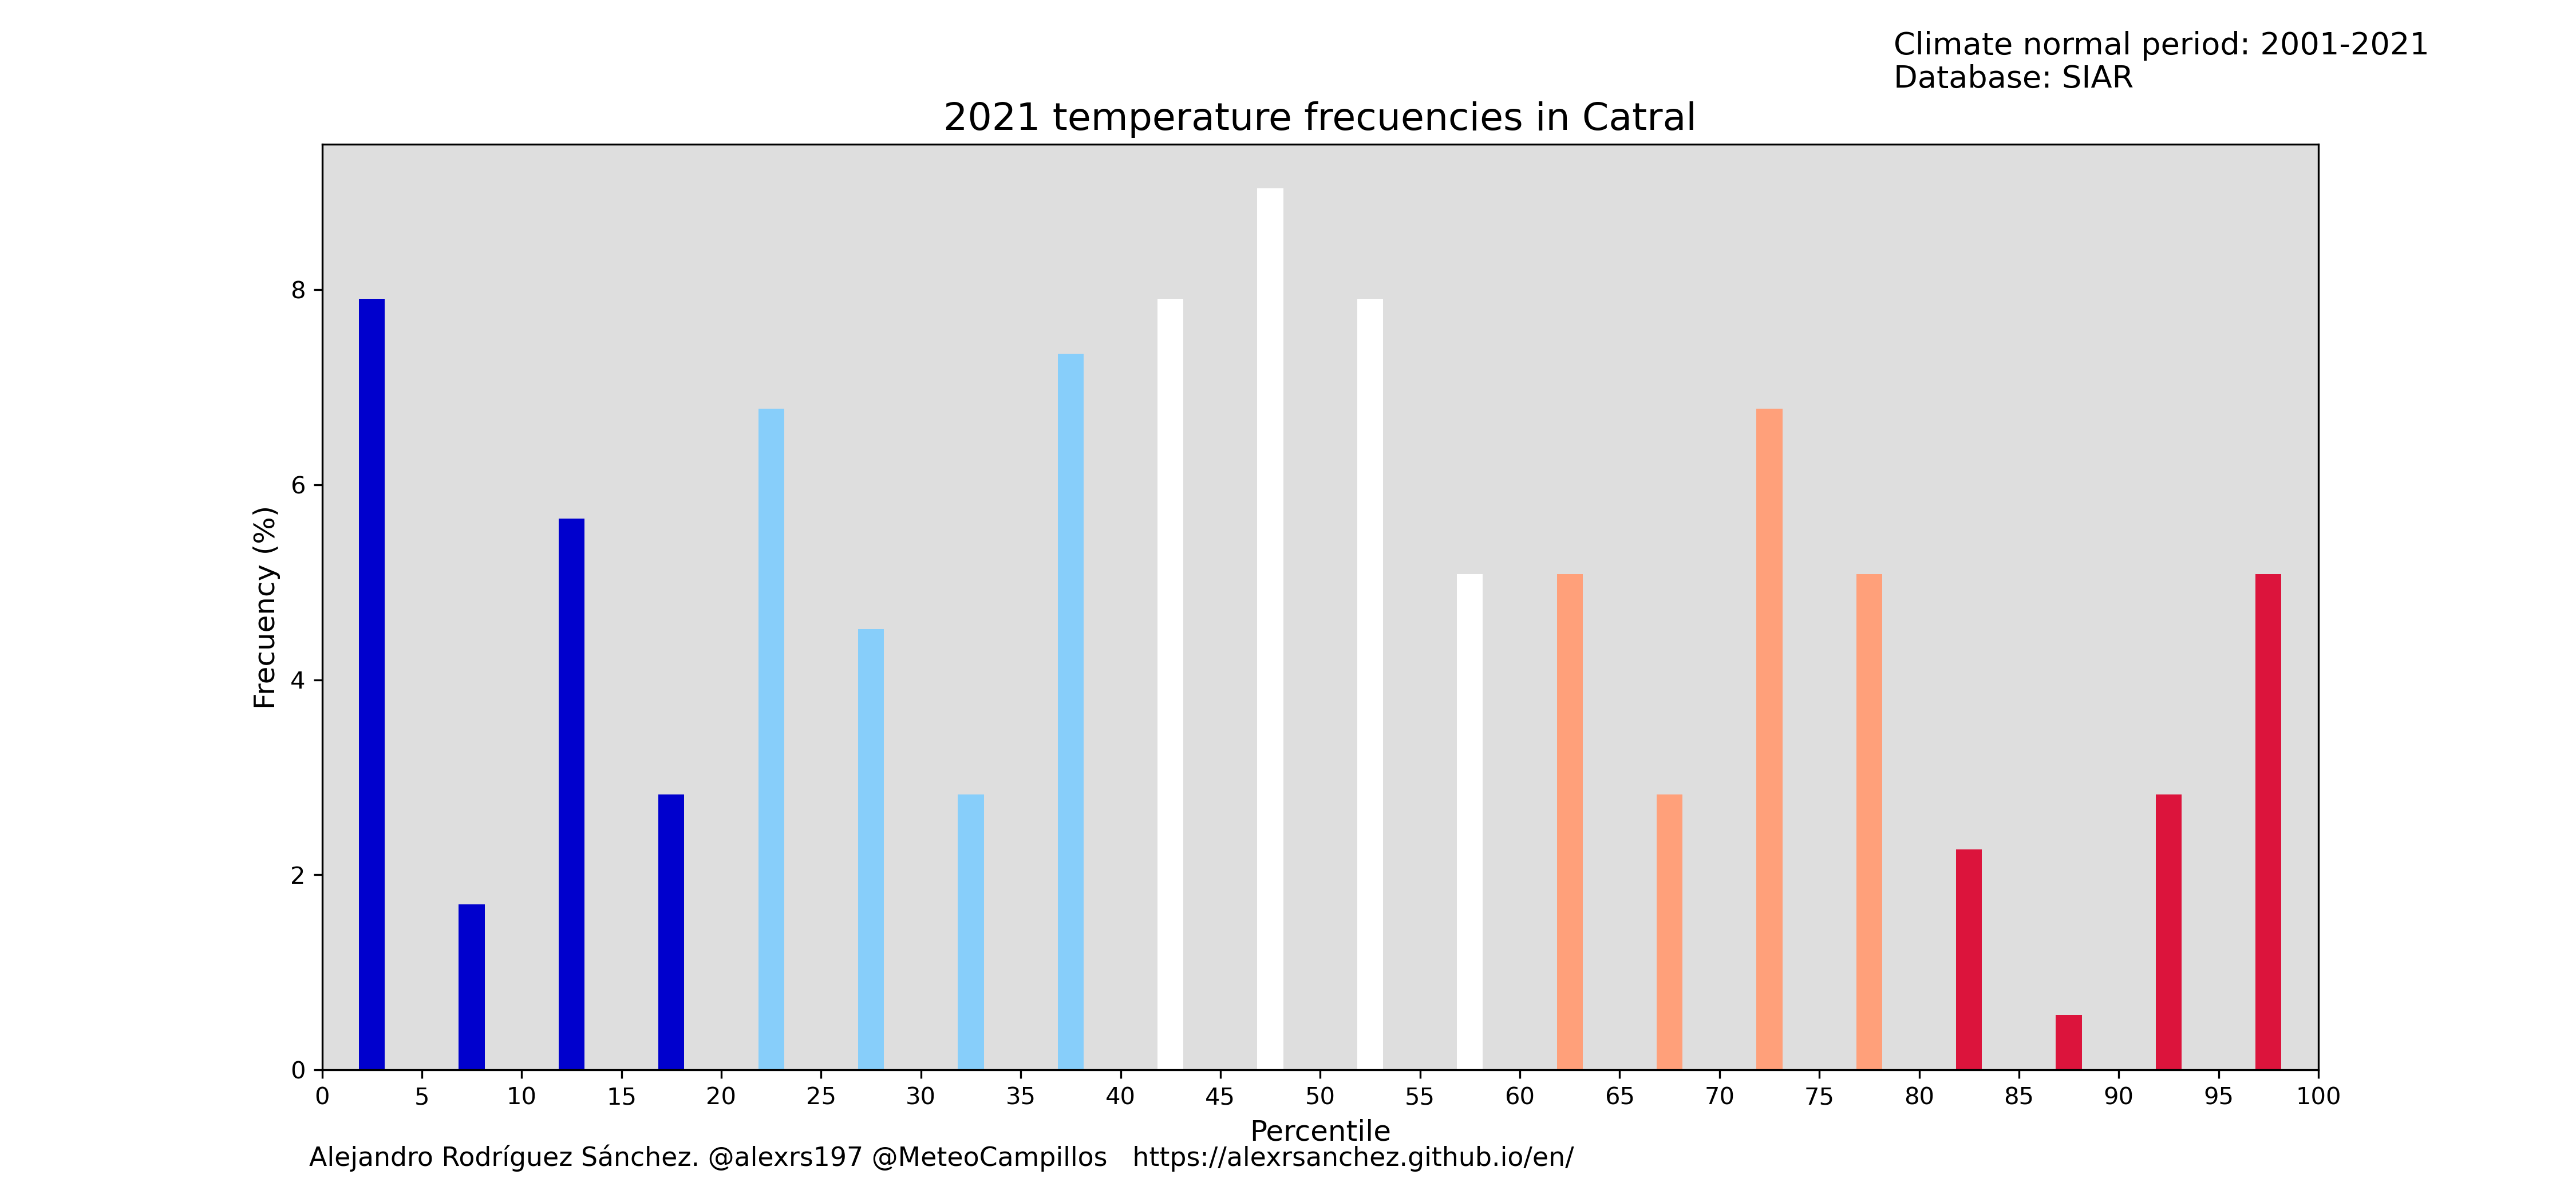 Climate normal period: 2001-2021
Database: SIAR
2021 temperature frecuencies in Catral
Frecuency (%)
8
6
4
2
0
0 5 10 15 20 25 30 35 40 45 50 55 60 65 70 75 80 85 90 95 100
Percentile
Alejandro Rodríguez Sánchez. @alexrs197 @MeteoCampillos https://alexrsanchez.github.io/en/